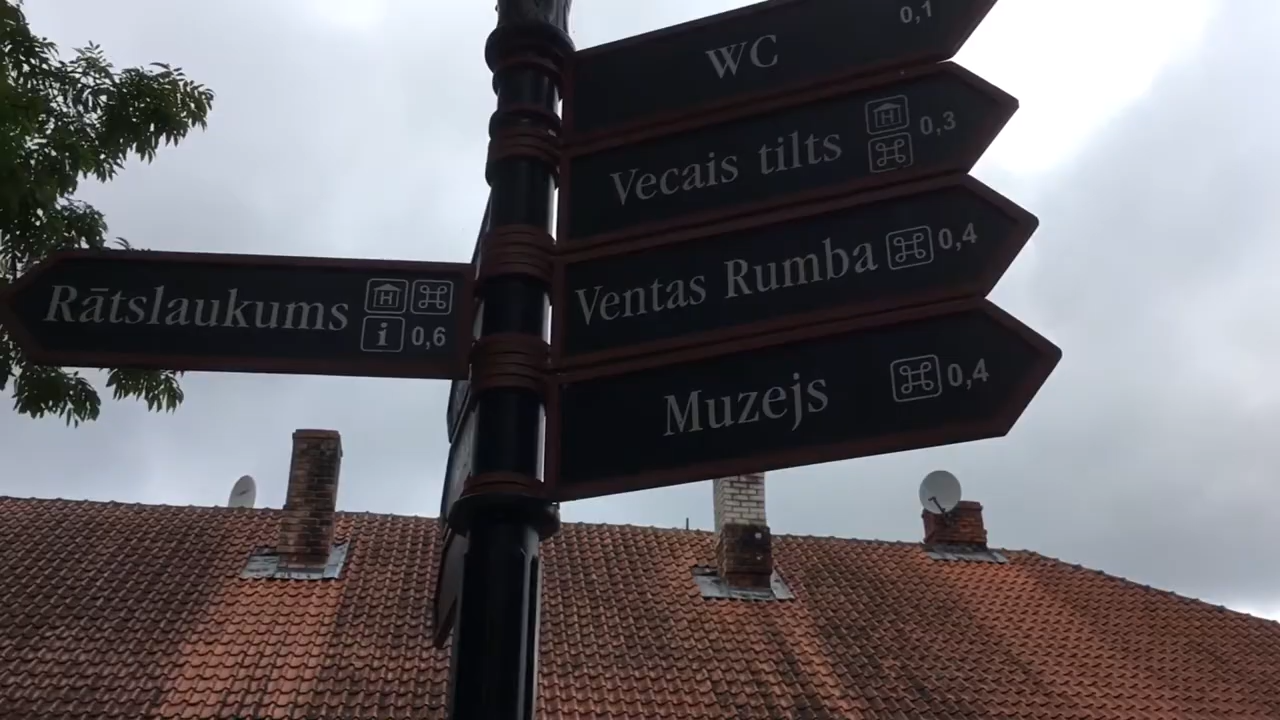 WC 0,1
Vecais tilts H 0,3
Ventas Rumba 0,4
Muzejs 0,4
Rātslaukums H
i 0,6